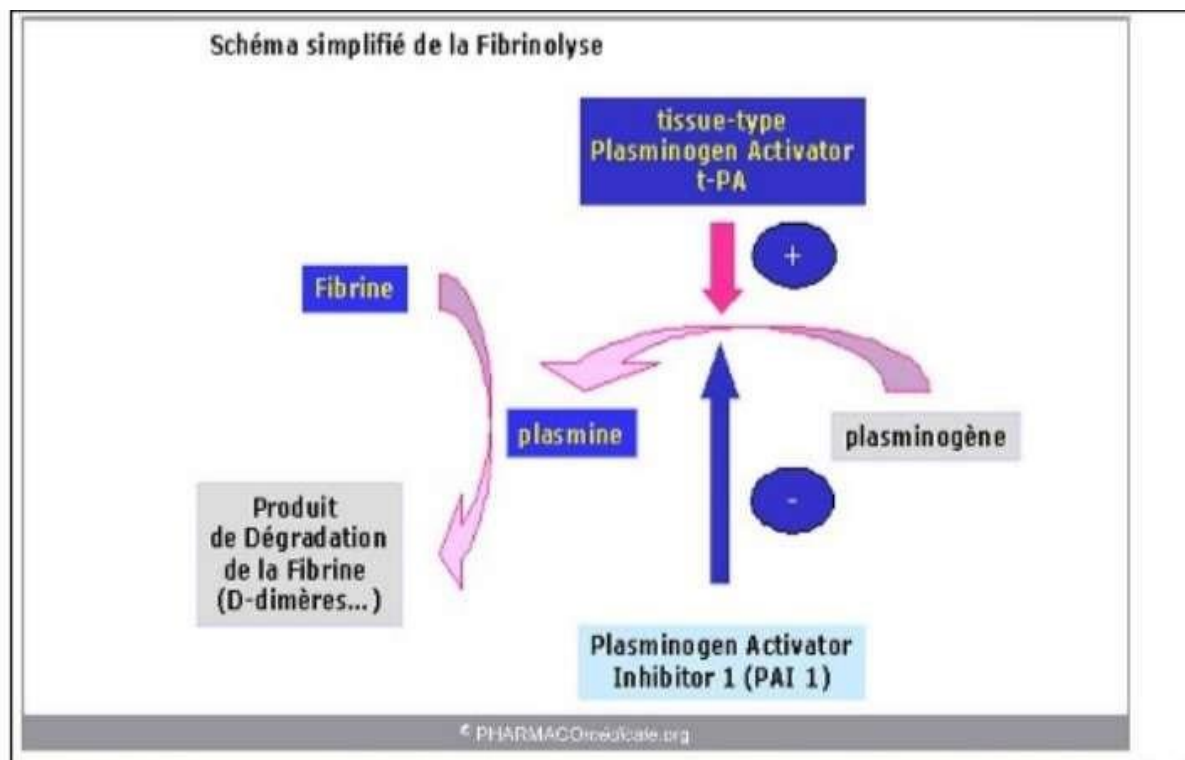 Schéma simplifié de la Fibrinolyse
tissue-type
Plasminogen Activator
t-PA
+
Fibrine
plasmine
plasminogène
-
Produit
de Dégradation
de la Fibrine
(D-dimères...)
Plasminogen Activator
Inhibitor 1 (PAI 1)
© PHARMACOmédicale.org